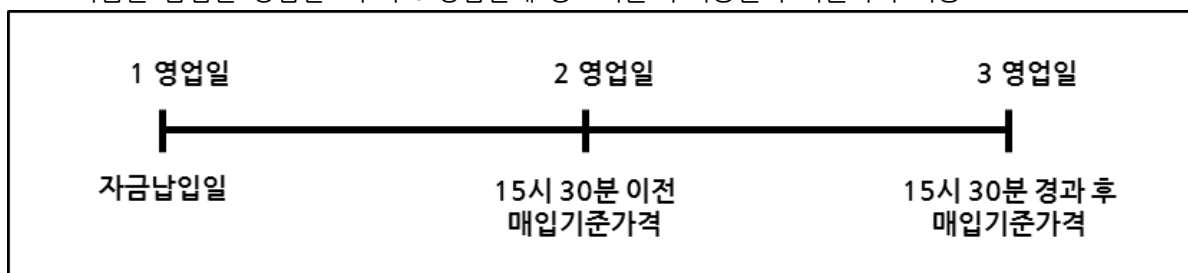 1 영업일 2 영업일 3 영업일
자금납입일 15시 30분 이전 15시 30분 경과 후
매입기준가격 매입기준가격